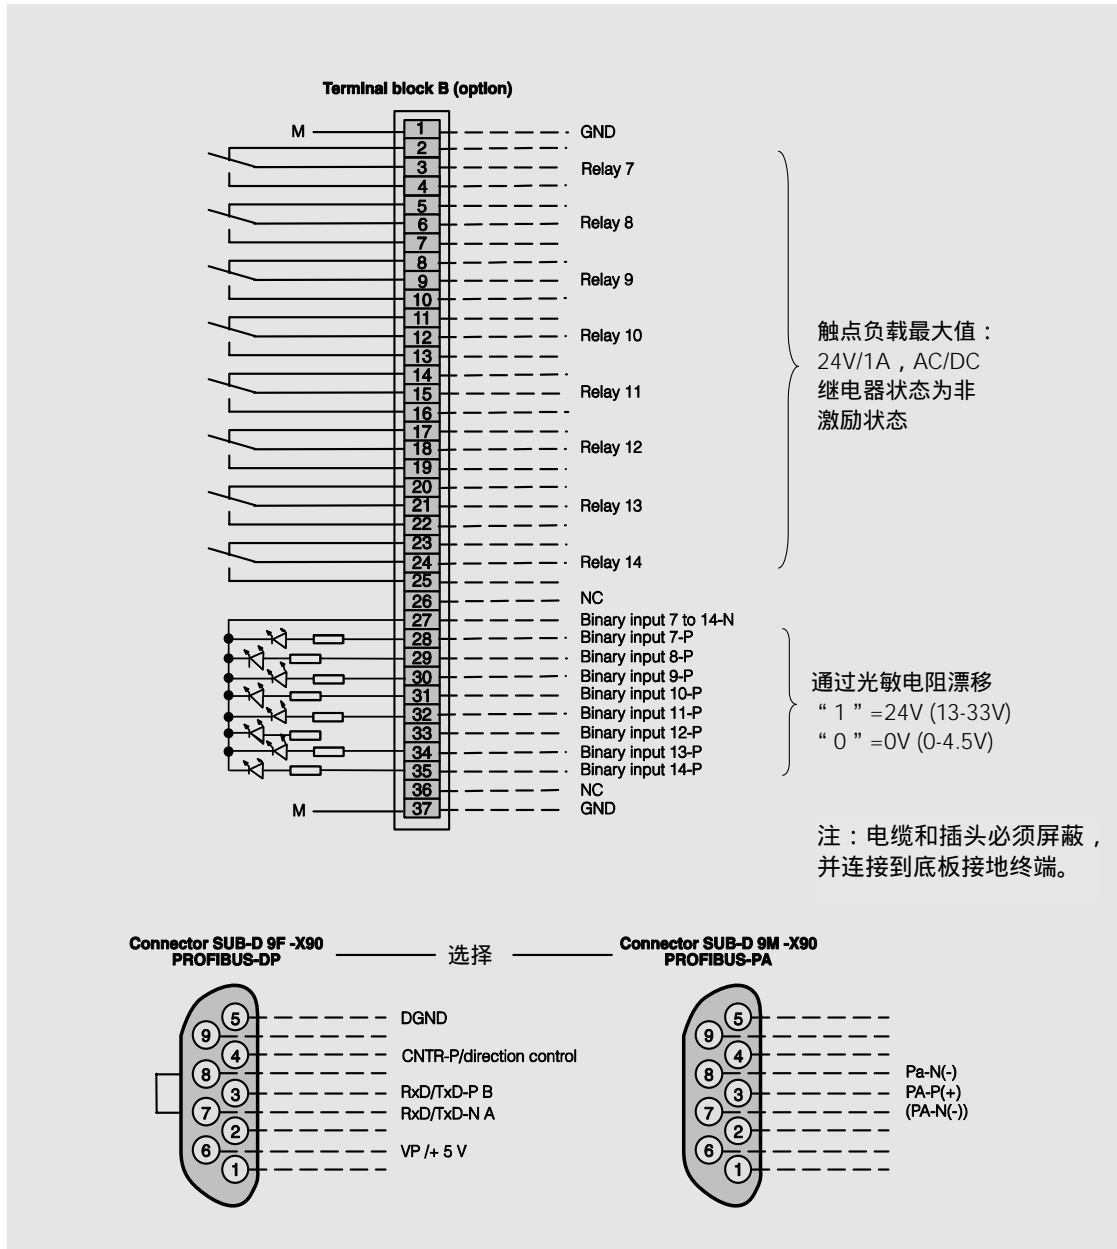 Terminal block B (option)
M 1 GND
2
3 Relay 7
4
5
6 Relay 8
7
8
9 Relay 9
10
11
12 Relay 10
13
14
15 Relay 11
16
17
18 Relay 12
19
20
21 Relay 13
22
23
24 Relay 14
25
26 NC
27 Binary input 7 to 14-N
28 Binary input 7-P
29 Binary input 8-P
30 Binary input 9-P
31 Binary input 10-P
32 Binary input 11-P
33 Binary input 12-P
34 Binary input 13-P
35 Binary input 14-P
36 NC
M 37 GND
触点负载最大值：
24V/1A，AC/DC
继电器状态为非
激励状态
通过光敏电阻漂移
“1”=24V (13-33V)
“0”=0V (0-4.5V)
注：电缆和插头必须屏蔽，
并连接到底板接地终端。
Connector SUB-D 9F -X90
PROFIBUS-DP
选择
Connector SUB-D 9M -X90
PROFIBUS-PA
5 DGND
9
4 CNTR-P/direction control
8
3 RxD/TxD-P B
7 RxD/TxD-N A
2
6 VP /+ 5 V
1
5
9
4
8 Pa-N(-)
3 PA-P(+)
7 (PA-N(-))
2
6
1